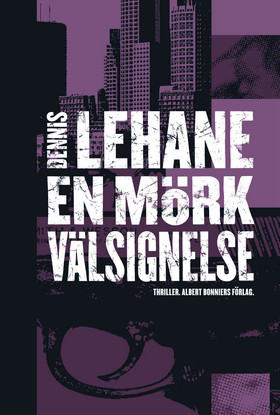 DENNIS
LEHANE
EN MÖRK
VÄLSIGNELSE
THRILLER. ALBERT BONNIERS FÖRLAG.